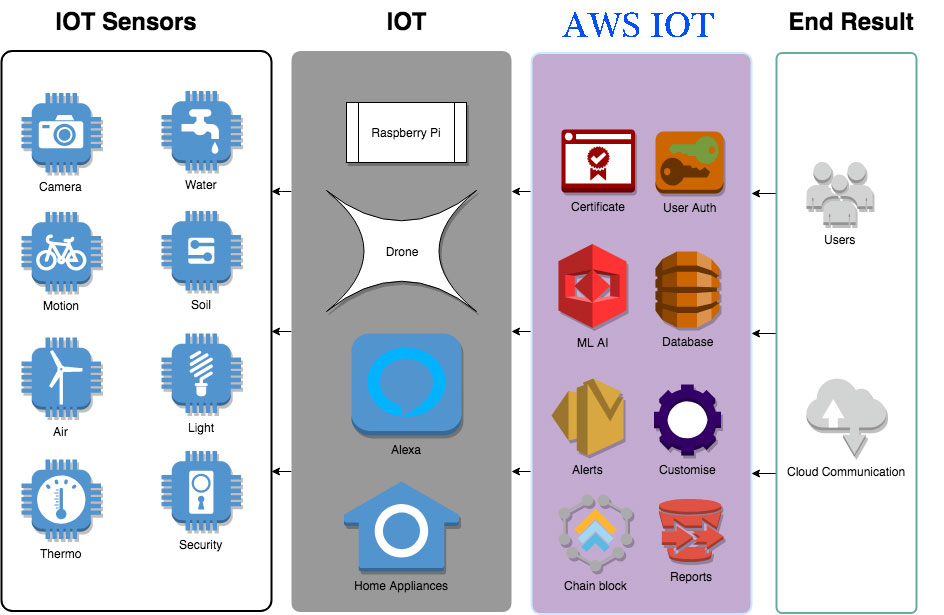 IOT Sensors
IOT
AWS IOT
End Result
Camera
Water
Motion
Soil
Air
Light
Thermo
Security
Raspberry Pi
Drone
Alexa
Home Appliances
Certificate
User Auth
ML AI
Database
Alerts
Customise
Chain block
Reports
Users
Cloud Communication